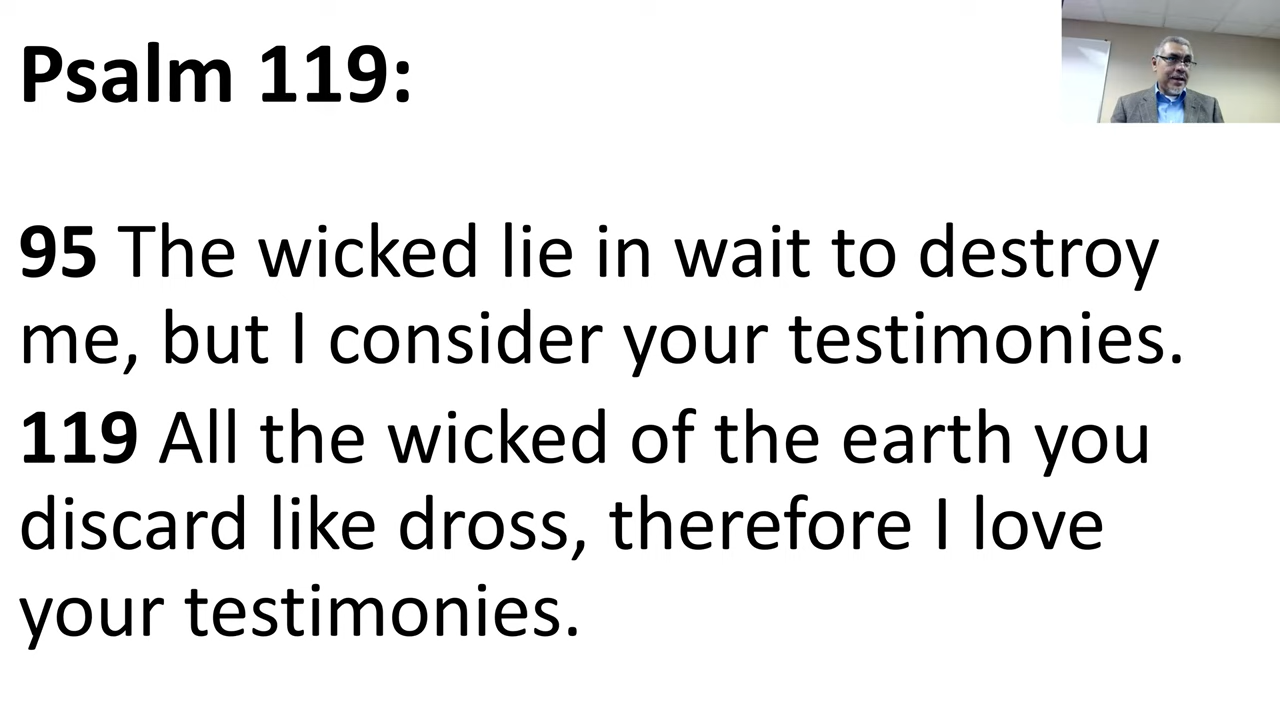 Psalm 119:
95 The wicked lie in wait to destroy
me, but I consider your testimonies.
119 All the wicked of the earth you
discard like dross, therefore I love
your testimonies.